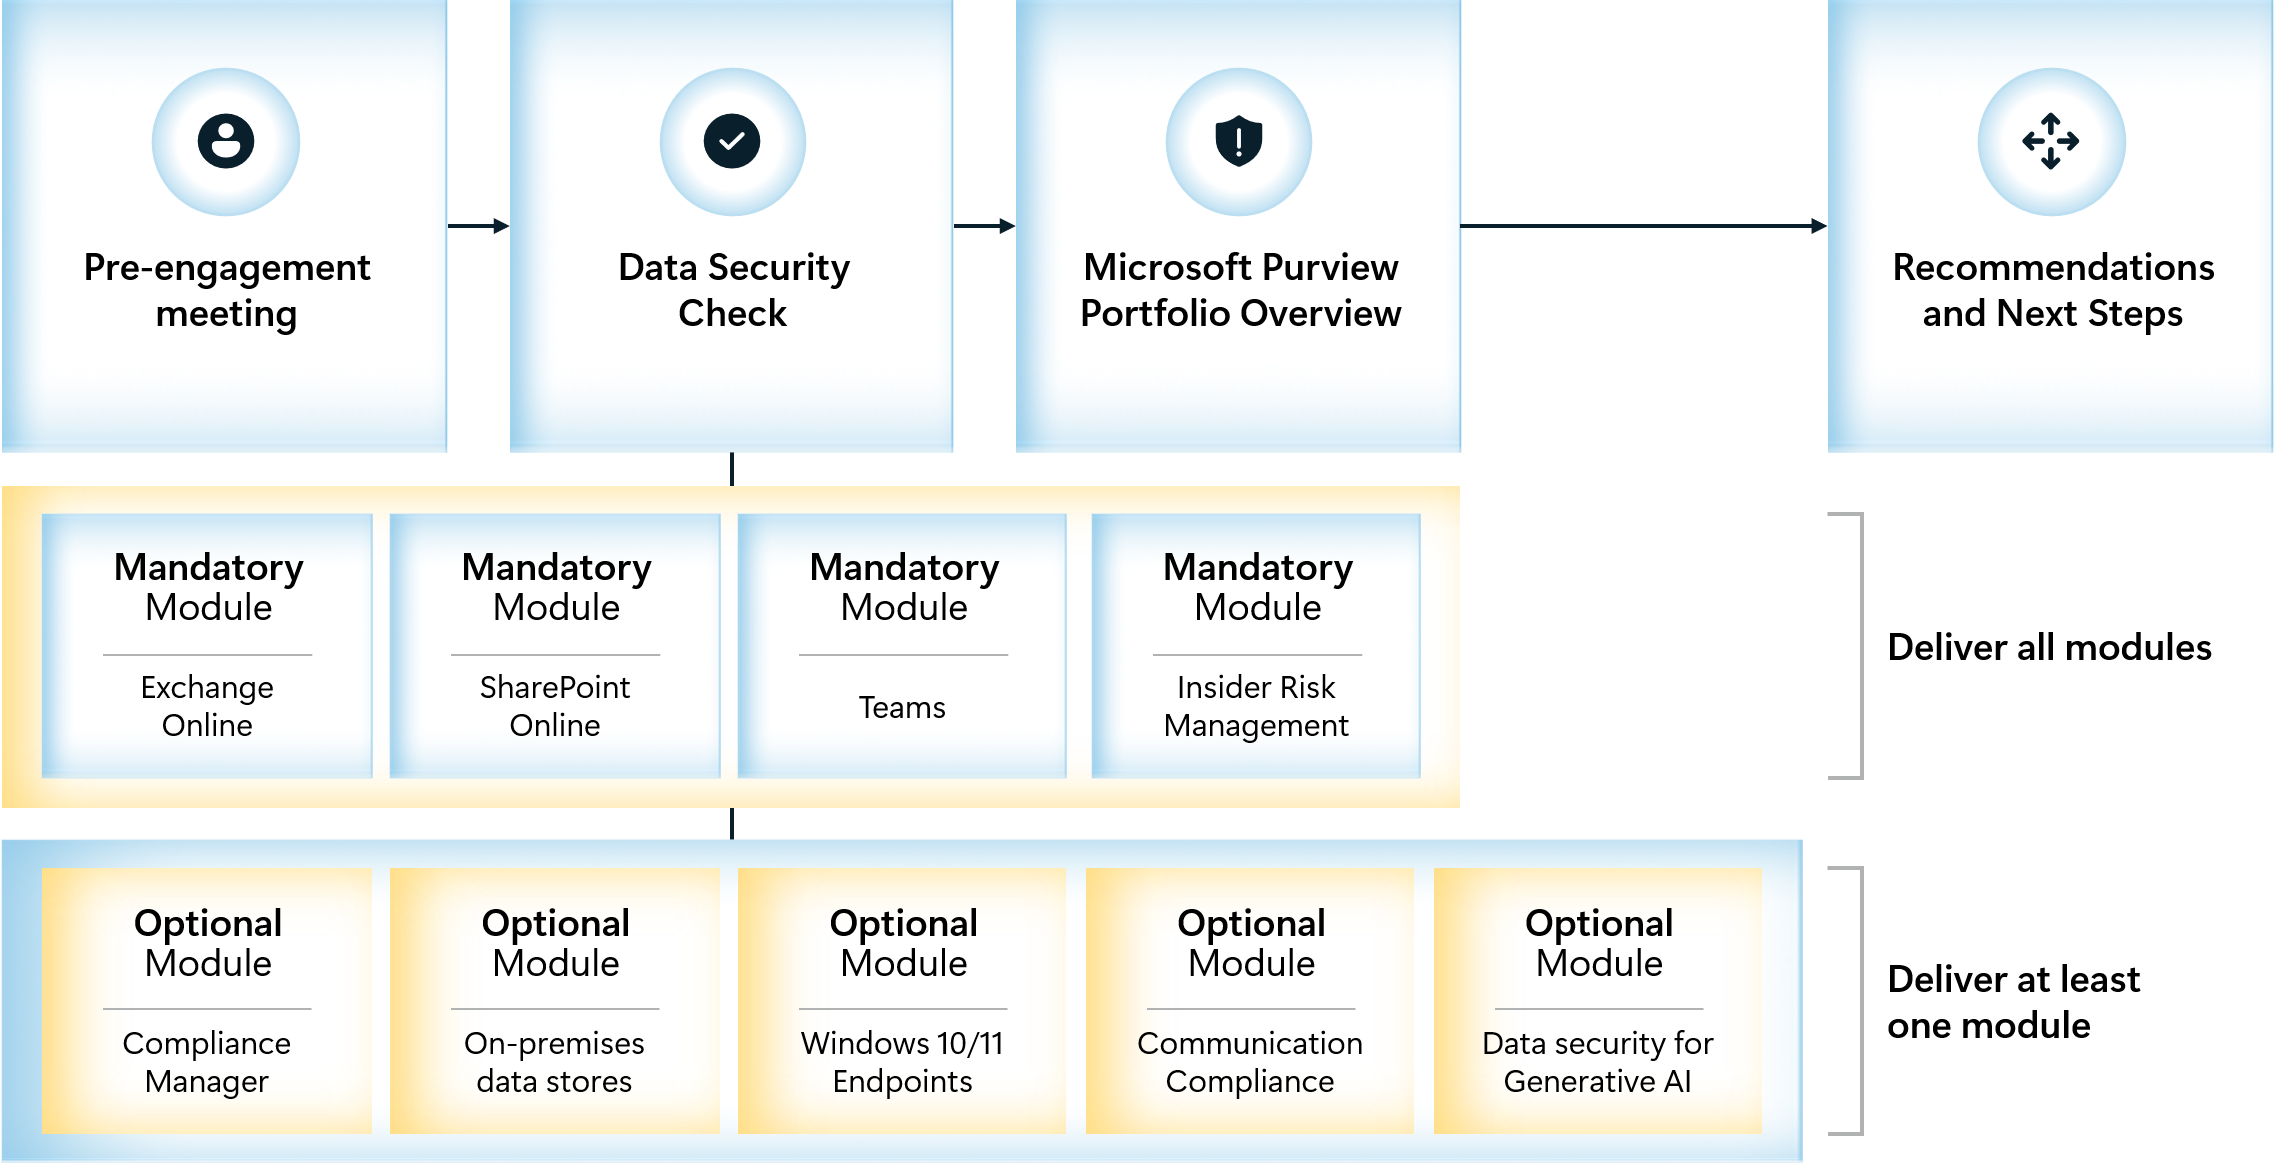 Pre-engagement
meeting
Data Security
Check
Microsoft Purview
Portfolio Overview
Recommendations
and Next Steps
Mandatory
Module
Exchange
Online
Mandatory
Module
SharePoint
Online
Mandatory
Module
Teams
Mandatory
Module
Insider Risk
Management
Deliver all modules
Optional
Module
Compliance
Manager
Optional
Module
On-premises
data stores
Optional
Module
Windows 10/11
Endpoints
Optional
Module
Communication
Compliance
Optional
Module
Data security for
Generative AI
Deliver at least
one module